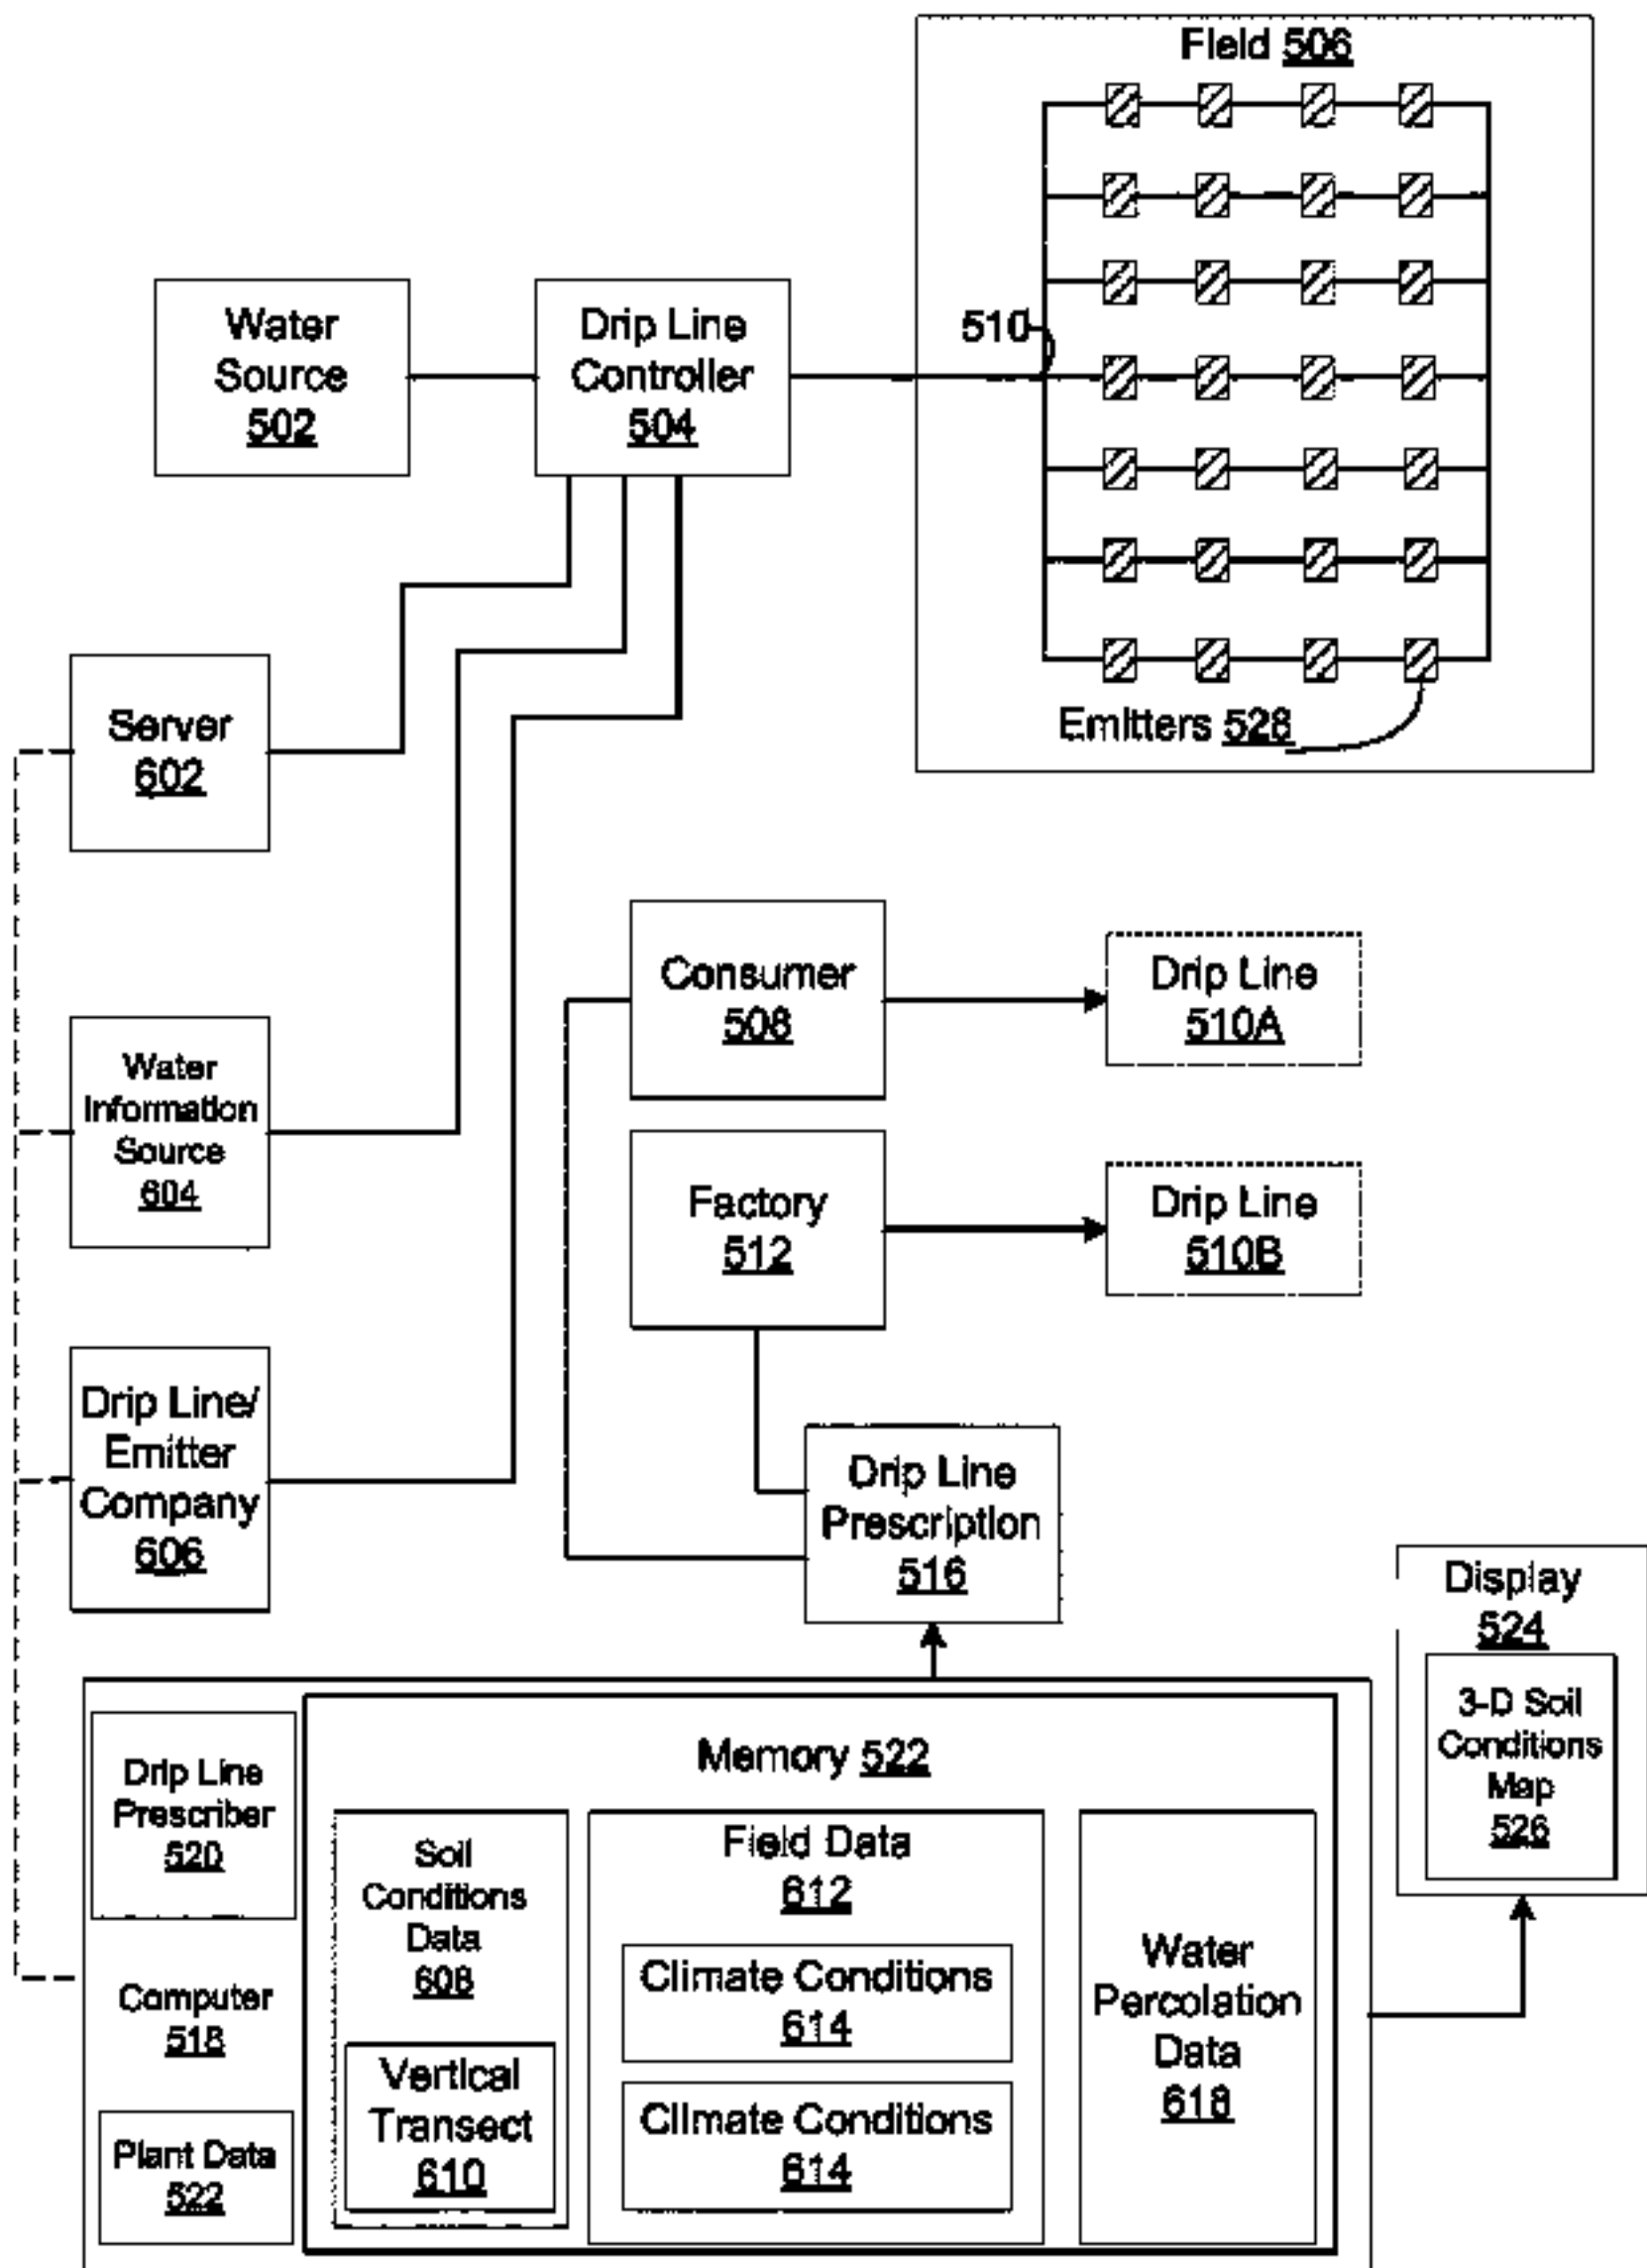 Field 506
Water
Source
502
Drip Line
Controller
504
510
Emitters 528
Server
602
Consumer
508
Drip Line
510A
Water
Information
Source
604
Factory
512
Drip Line
510B
Drip Line/
Emitter
Company
606
Drip Line
Prescription
516
Display
524
3-D Soil
Conditions
Map
526
Memory 522
Drip Line
Prescriber
520
Computer
518
Plant Data
522
Soil
Conditions
Data
608
Vertical
Transect
610
Field Data
612
Climate Conditions
614
Climate Conditions
614
Water
Percolation
Data
618